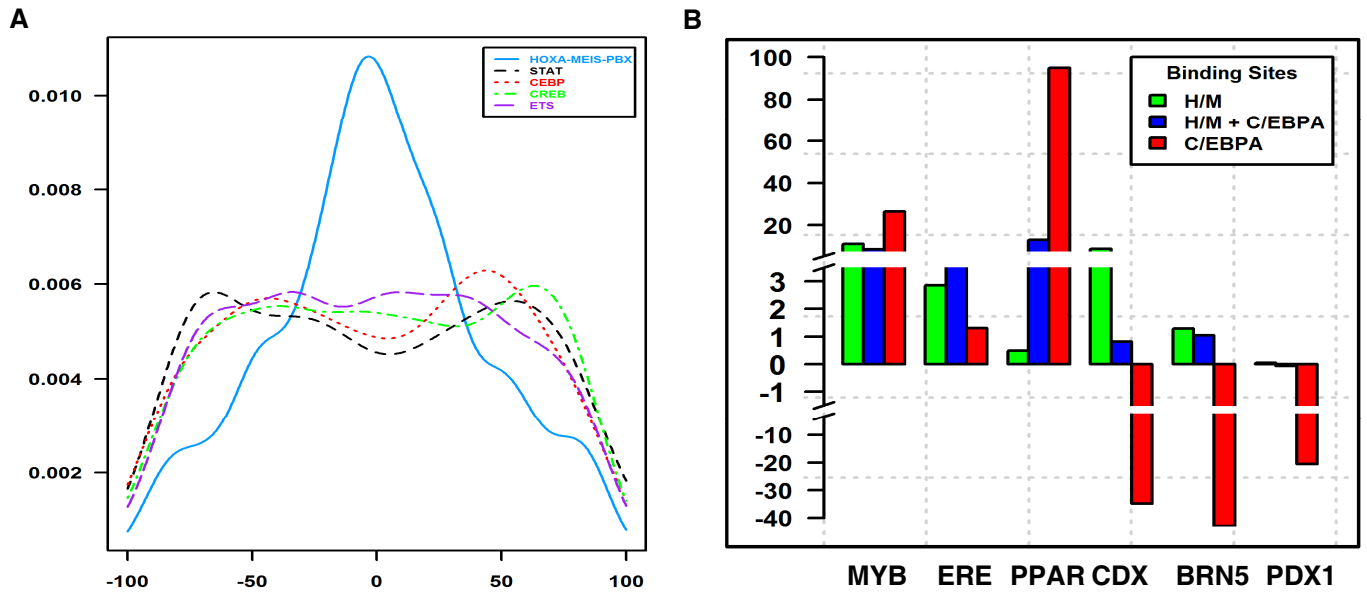 A
0.010
0.008
0.006
0.004
0.002
-100 -50 0 50 100
HOXA-MEIS-PBX
STAT
CEBP
CREB
ETS
B
100
80
60
40
20
3
2
1
0
-1
-10
-20
-30
-40
Binding Sites
H/M
H/M + C/EBPA
C/EBPA
MYB ERE PPAR CDX BRN5 PDX1